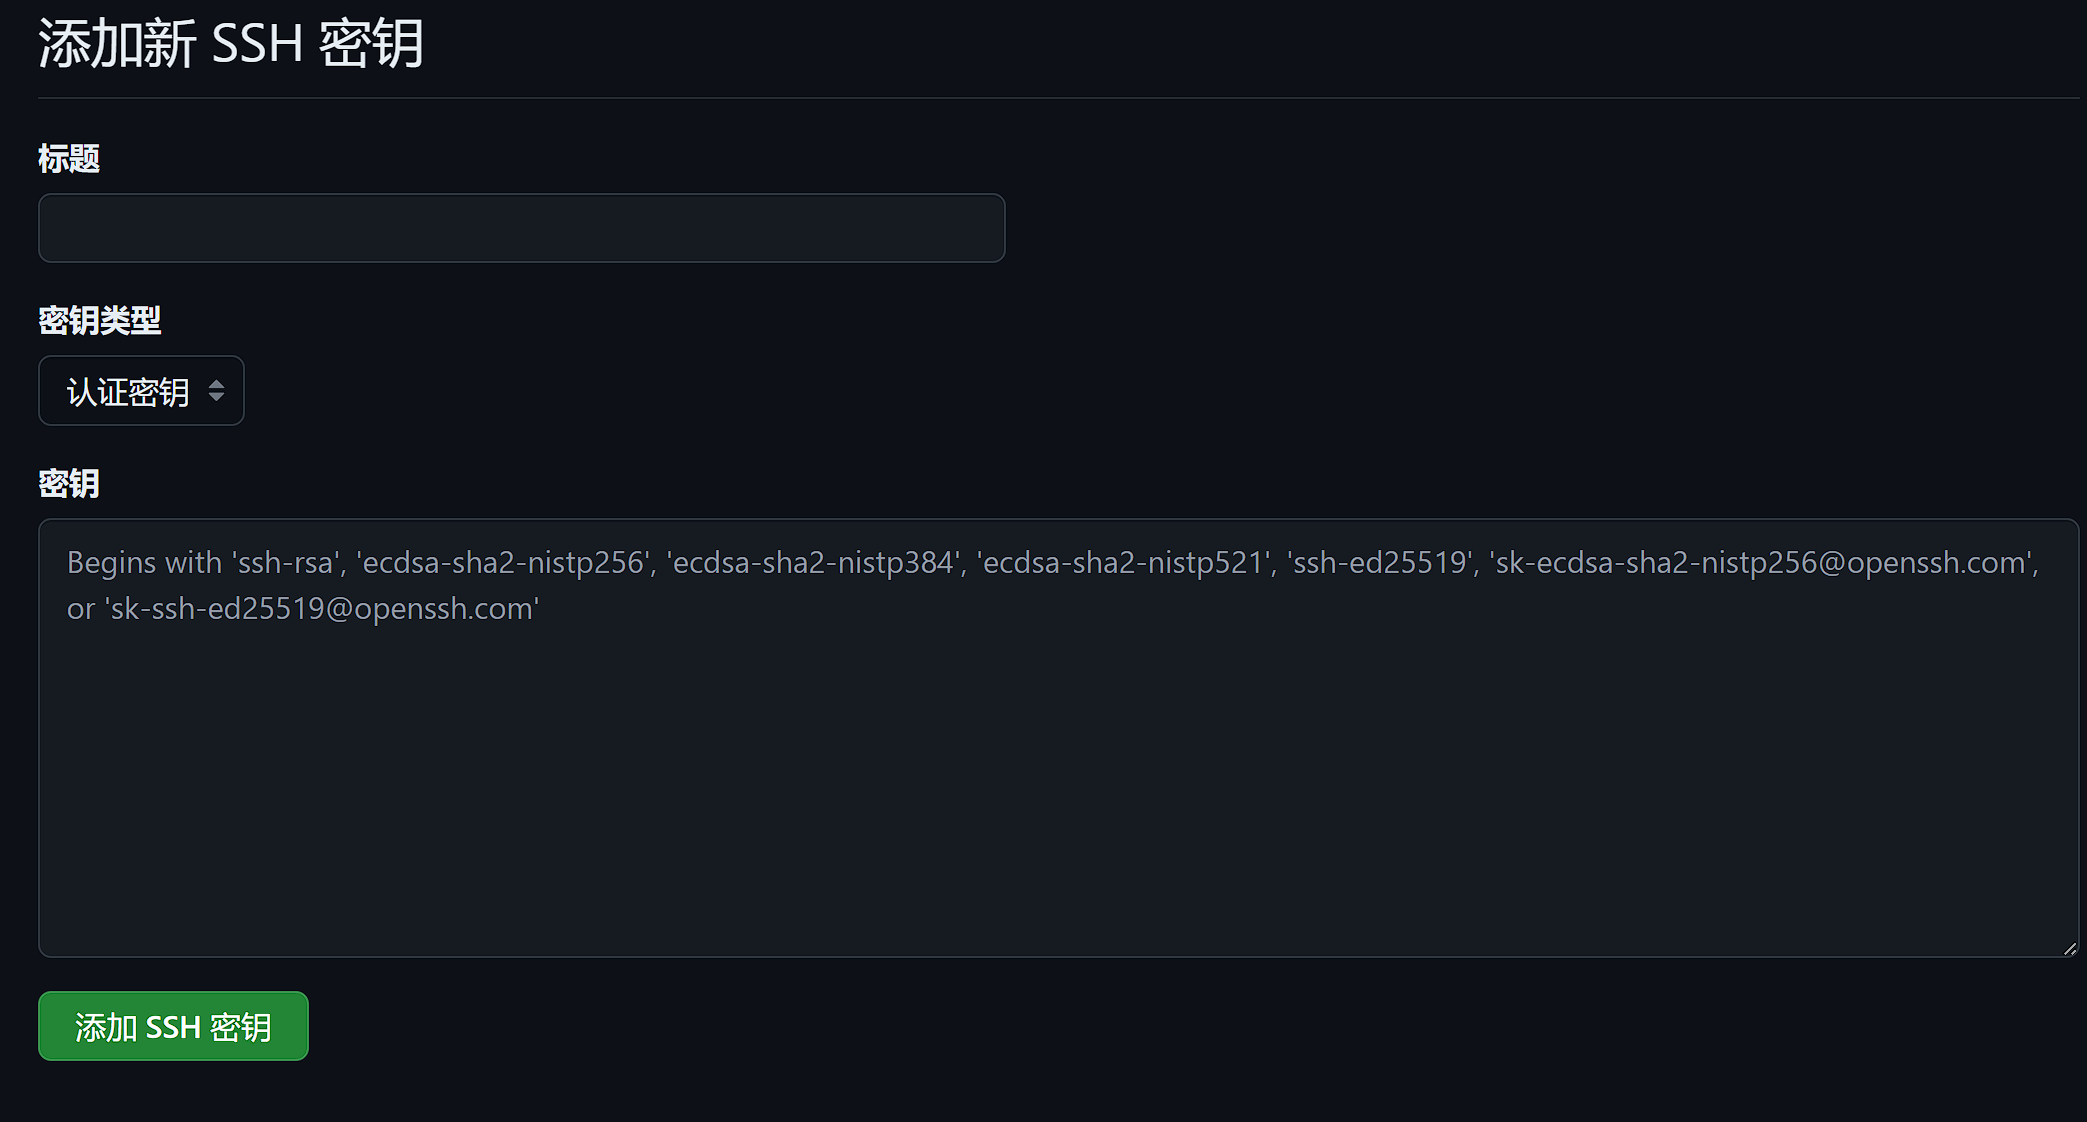 添加新 SSH 密钥
标题
密钥类型
认证密钥
密钥
Begins with 'ssh-rsa', 'ecdsa-sha2-nistp256', 'ecdsa-sha2-nistp384', 'ecdsa-sha2-nistp521', 'ssh-ed25519', 'sk-ecdsa-sha2-nistp256@openssh.com',
or 'sk-ssh-ed25519@openssh.com'
添加 SSH 密钥